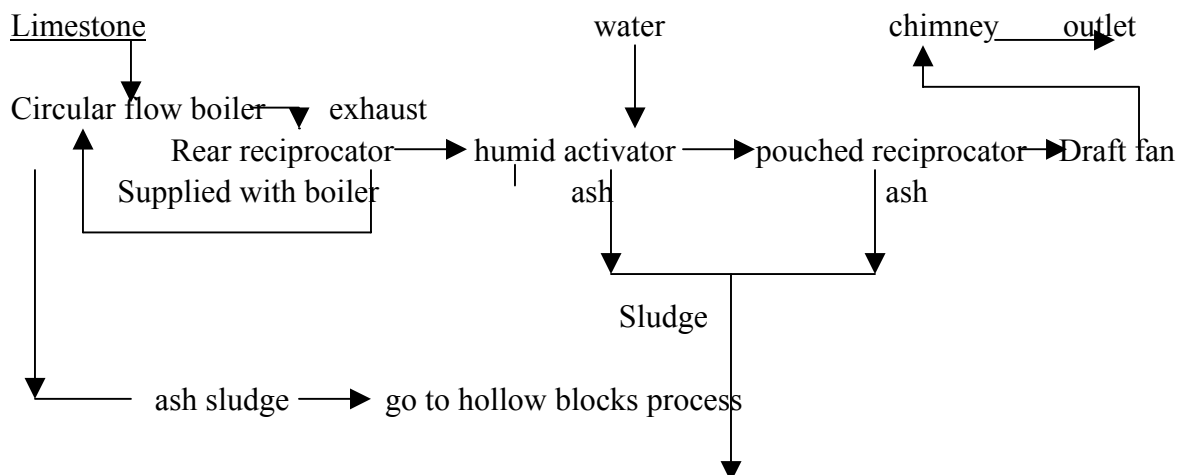 Limestone water chimney outlet
Circular flow boiler exhaust
Rear reciprocator humid activator pouched reciprocator Draft fan
Supplied with boiler ash ash
Sludge
ash sludge go to hollow blocks process